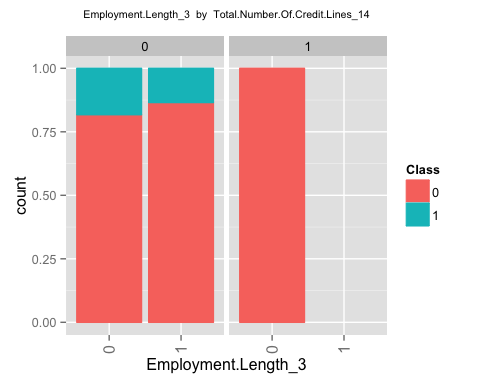 Employment.Length_3 by Total.Number.Of.Credit.Lines_14
0 1
1.00
0.75
0.50
0.25
0.00
count
0 1 0 1
Employment.Length_3
Class
0
1